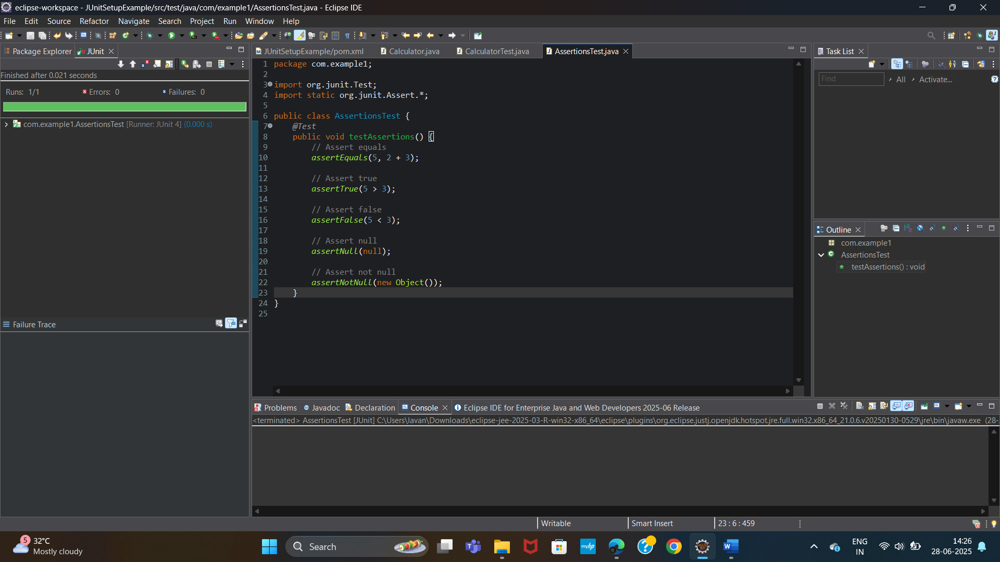 eclipse-workspace - JUnitSetupExample/src/test/java/com/example1/AssertionsTest.java - Eclipse IDE
File Edit Source Refactor Navigate Search Project Run Window Help
Package Explorer JUnit
Finished after 0.021 seconds
Runs: 1/1 Errors: 0 Failures: 0
com.example1.AssertionsTest [Runner: JUnit 4] (0.000 s)
Failure Trace
JUnitSetupExample/pom.xml Calculator.java CalculatorTest.java AssertionsTest.java
1 package com.example1;
2
3 import org.junit.Test;
4 import static org.junit.Assert.*;
5
6 public class AssertionsTest {
7 @Test
8 public void testAssertions() {
9 // Assert equals
10 assertEquals(5, 2 + 3);
11
12 // Assert true
13 assertTrue(5 > 3);
14
15 // Assert false
16 assertFalse(5 < 3);
17
18 // Assert null
19 assertNull(null);
20
21 // Assert not null
22 assertNotNull(new Object());
23 }
24 }
25
Task List
Find All Activate...
Outline
com.example1
AssertionsTest
testAssertions() : void
Problems Javadoc Declaration Console Eclipse IDE for Enterprise Java and Web Developers 2025-06 Release
<terminated> AssertionsTest [JUnit] C:\Users\lavan\Downloads\eclipse-jee-2025-03-R-win32-x86_64\eclipse\plugins\org.eclipse.justj.openjdk.hotspot.jre.full.win32.x86_64_21.0.6.v20250130-0529\jre\bin\javaw.exe (28-
Writable Smart Insert 23 : 6 : 459
5
32°C
Mostly cloudy
Search
myhp
ENG
IN
14:26
28-06-2025